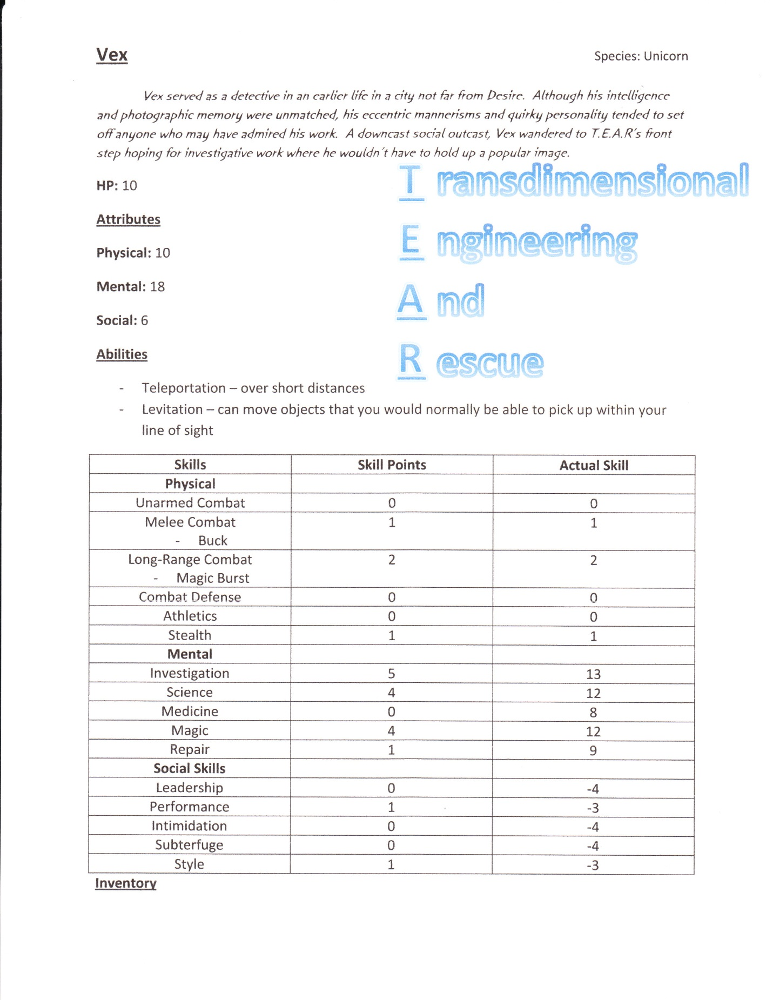 Vex
Species: Unicorn
Vex served as a detective in an earlier life in a city not far from Desire. Although his intelligence
and photographic memory were unmatched, his eccentric mannerisms and quirky personality tended to set
off anyone who may have admired his work. A downcast social outcast, Vex wandered to T.E.A.R's front
step hoping for investigative work where he wouldn't have to hold up a popular image.
HP: 10
T ransdimensional
Attributes
E ngineering
Physical: 10
Mental: 18
A nd
Social: 6
Abilities
R escue
- Teleportation – over short distances
- Levitation – can move objects that you would normally be able to pick up within your
line of sight
Skills Skill Points Actual Skill
Physical
Unarmed Combat 0 0
Melee Combat 1 1
- Buck
Long-Range Combat 2 2
- Magic Burst
Combat Defense 0 0
Athletics 0 0
Stealth 1 1
Mental
Investigation 5 13
Science 4 12
Medicine 0 8
Magic 4 12
Repair 1 9
Social Skills
Leadership 0 -4
Performance 1 -3
Intimidation 0 -4
Subterfuge 0 -4
Style 1 -3
Inventory